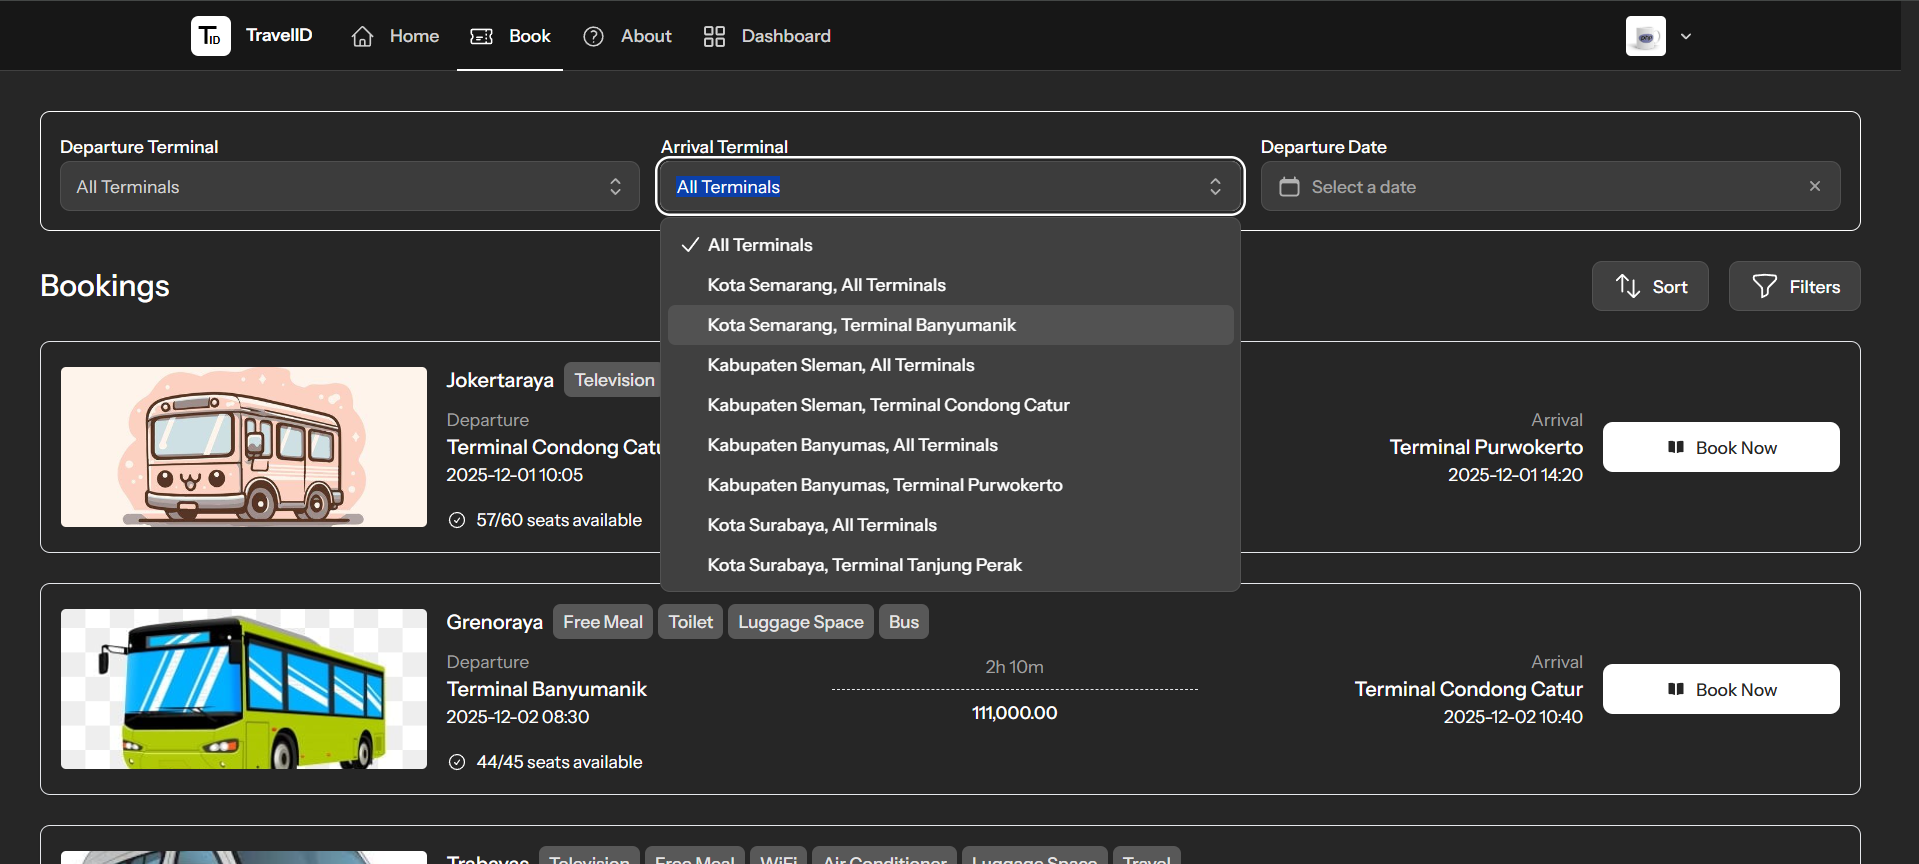 TID TravelID Home Book About Dashboard
Departure Terminal
All Terminals
Arrival Terminal
All Terminals
Departure Date
Select a date
All Terminals
Kota Semarang, All Terminals
Kota Semarang, Terminal Banyumanik
Kabupaten Sleman, All Terminals
Kabupaten Sleman, Terminal Condong Catur
Kabupaten Banyumas, All Terminals
Kabupaten Banyumas, Terminal Purwokerto
Kota Surabaya, All Terminals
Kota Surabaya, Terminal Tanjung Perak
Bookings
Sort
Filters
Jokertaraya Television
Departure
Terminal Condong Catu
2025-12-01 10:05
57/60 seats available
Arrival
Terminal Purwokerto
2025-12-01 14:20
Book Now
Grenoraya Free Meal Toilet Luggage Space Bus
Departure
Terminal Banyumanik
2025-12-02 08:30
44/45 seats available
2h 10m
111,000.00
Arrival
Terminal Condong Catur
2025-12-02 10:40
Book Now
Television Free Meal WiFi Air Conditioner Luggage Space Travel